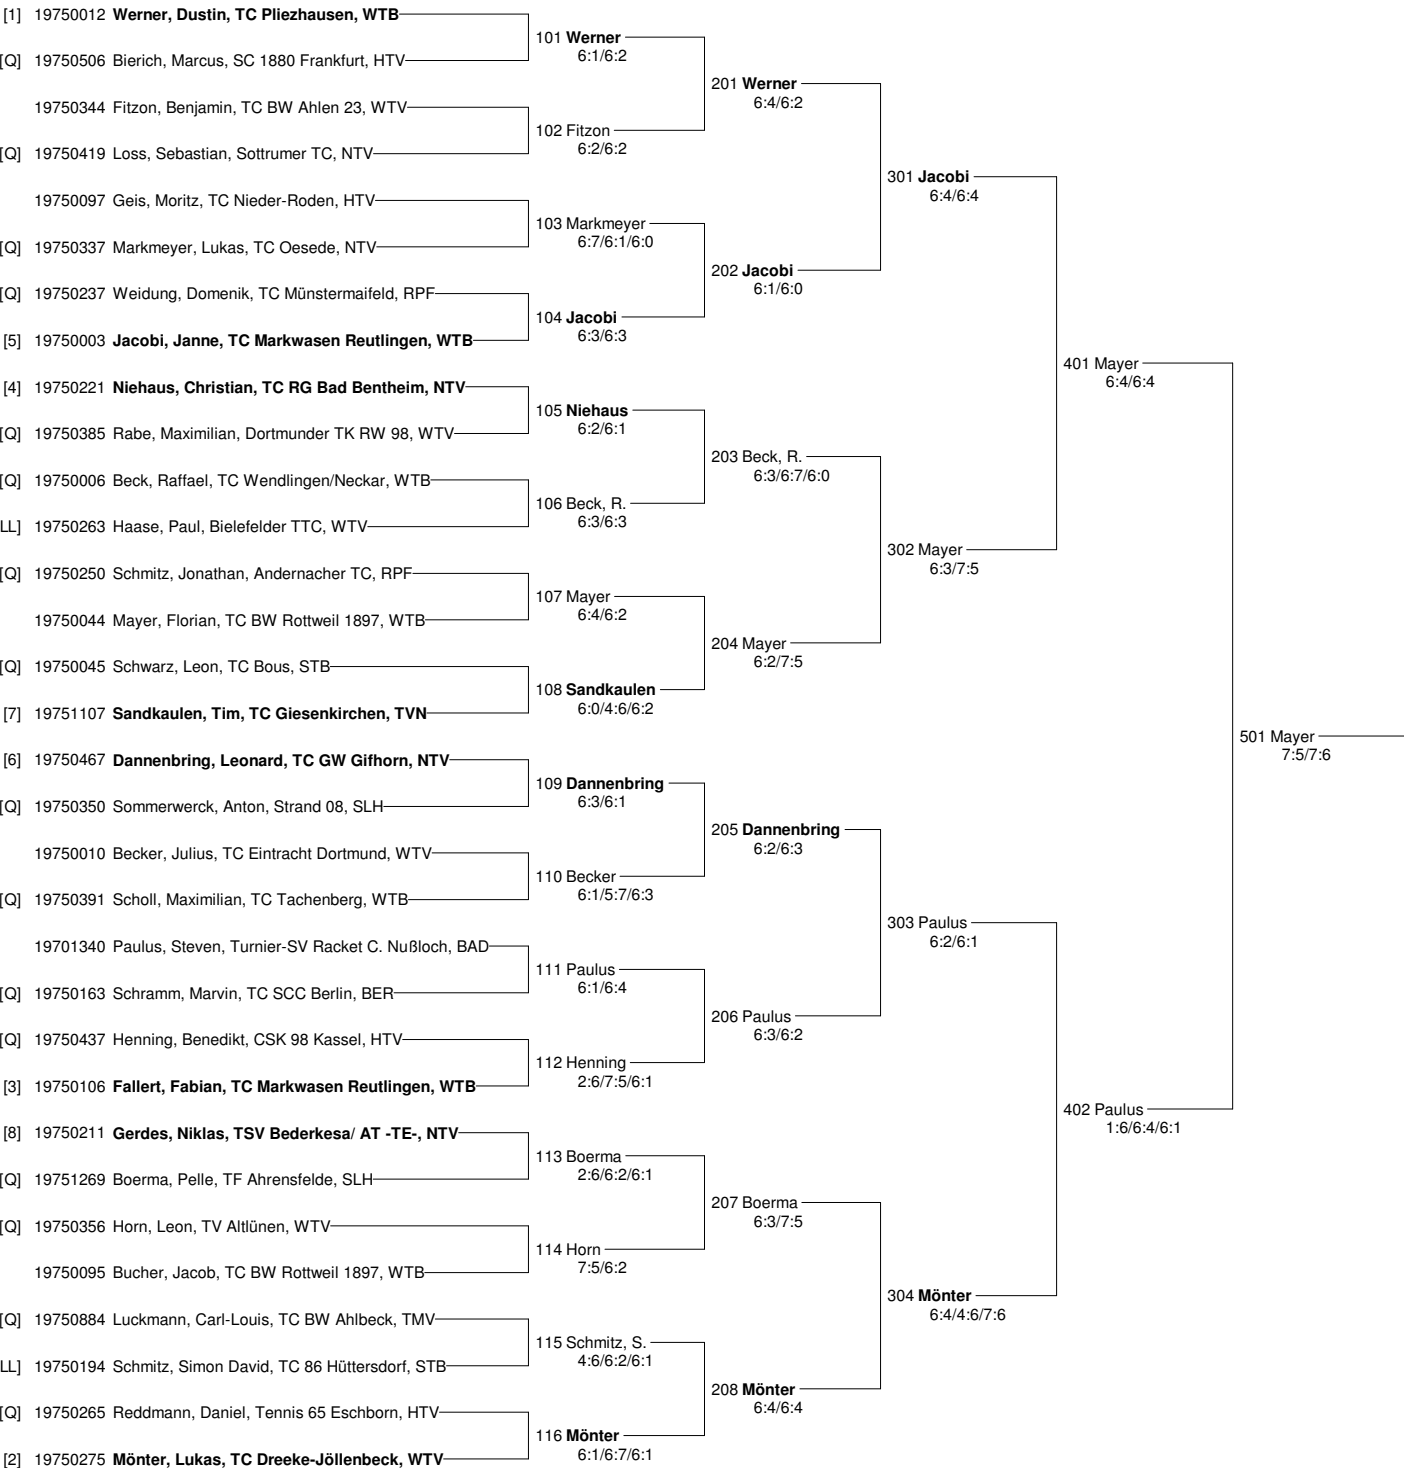 [1] 19750012 Werner, Dustin, TC Pliezhausen, WTB
101 Werner
6:1/6:2
[Q] 19750506 Bierich, Marcus, SC 1880 Frankfurt, HTV
201 Werner
6:4/6:2
19750344 Fitzon, Benjamin, TC BW Ahlen 23, WTV
102 Fitzon
6:2/6:2
[Q] 19750419 Loss, Sebastian, Sottrumer TC, NTV
301 Jacobi
6:4/6:4
19750097 Geis, Moritz, TC Nieder-Roden, HTV
103 Markmeyer
6:7/6:1/6:0
[Q] 19750337 Markmeyer, Lukas, TC Oesede, NTV
202 Jacobi
6:1/6:0
[Q] 19750237 Weidung, Domenik, TC Münstermaifeld, RPF
104 Jacobi
6:3/6:3
[5] 19750003 Jacobi, Janne, TC Markwasen Reutlingen, WTB
401 Mayer
6:4/6:4
[4] 19750221 Niehaus, Christian, TC RG Bad Bentheim, NTV
105 Niehaus
6:2/6:1
[Q] 19750385 Rabe, Maximilian, Dortmunder TK RW 98, WTV
203 Beck, R.
6:3/6:7/6:0
[Q] 19750006 Beck, Raffael, TC Wendlingen/Neckar, WTB
106 Beck, R.
6:3/6:3
LL] 19750263 Haase, Paul, Bielefelder TTC, WTV
302 Mayer
6:3/7:5
[Q] 19750250 Schmitz, Jonathan, Andernacher TC, RPF
107 Mayer
6:4/6:2
19750044 Mayer, Florian, TC BW Rottweil 1897, WTB
204 Mayer
6:2/7:5
[Q] 19750045 Schwarz, Leon, TC Bous, STB
108 Sandkaulen
6:0/4:6/6:2
[7] 19751107 Sandkaulen, Tim, TC Giesenkirchen, TVN
501 Mayer
7:5/7:6
[6] 19750467 Dannenbring, Leonard, TC GW Gifhorn, NTV
109 Dannenbring
6:3/6:1
[Q] 19750350 Sommerwerck, Anton, Strand 08, SLH
205 Dannenbring
6:2/6:3
19750010 Becker, Julius, TC Eintracht Dortmund, WTV
110 Becker
6:1/5:7/6:3
[Q] 19750391 Scholl, Maximilian, TC Tachenberg, WTB
303 Paulus
6:2/6:1
19701340 Paulus, Steven, Turnier-SV Racket C. Nußloch, BAD
111 Paulus
6:1/6:4
[Q] 19750163 Schramm, Marvin, TC SCC Berlin, BER
206 Paulus
6:3/6:2
[Q] 19750437 Henning, Benedikt, CSK 98 Kassel, HTV
112 Henning
2:6/7:5/6:1
[3] 19750106 Fallert, Fabian, TC Markwasen Reutlingen, WTB
402 Paulus
1:6/6:4/6:1
[8] 19750211 Gerdes, Niklas, TSV Bederkesa/ AT -TE-, NTV
113 Boerma
2:6/6:2/6:1
[Q] 19751269 Boerma, Pelle, TF Ahrensfelde, SLH
207 Boerma
6:3/7:5
[Q] 19750356 Horn, Leon, TV Altlünen, WTV
114 Horn
7:5/6:2
19750095 Bucher, Jacob, TC BW Rottweil 1897, WTB
304 Mönter
6:4/4:6/7:6
[Q] 19750884 Luckmann, Carl-Louis, TC BW Ahlbeck, TMV
115 Schmitz, S.
4:6/6:2/6:1
LL] 19750194 Schmitz, Simon David, TC 86 Hüttersdorf, STB
208 Mönter
6:4/6:4
[Q] 19750265 Reddmann, Daniel, Tennis 65 Eschborn, HTV
116 Mönter
6:1/6:7/6:1
[2] 19750275 Mönter, Lukas, TC Dreeke-Jöllenbeck, WTV